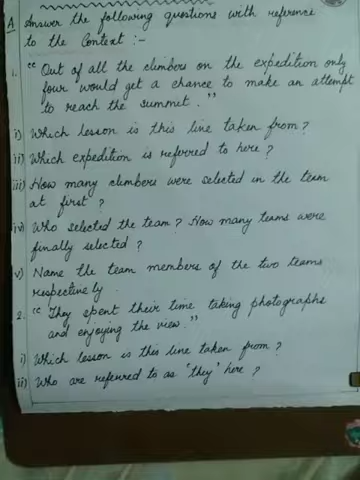 A Answer the following questions with reference
to the Context :-
1. "Out of all the climbers on the expedition only
four would get a chance to make an attempt
to reach the summit."
i) Which lesson is this line taken from?
ii) Which expedition is referred to here?
iii) How many climbers were selected in the team
at first?
iv) Who selected the team? How many teams were
finally selected?
v) Name the team members of the two teams
respectively.
2. "They spent their time taking photographs
and enjoying the view."
i) Which lesson is this line taken from?
ii) Who are referred to as 'they' here?